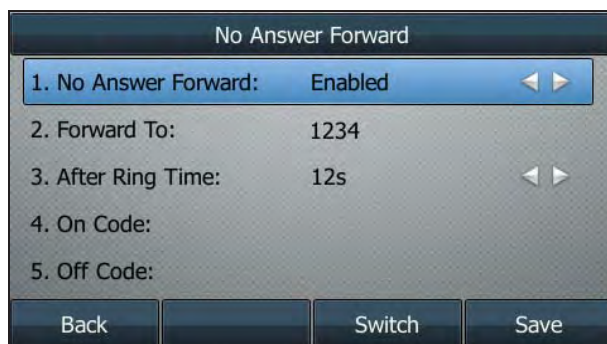 No Answer Forward
1. No Answer Forward: Enabled
2. Forward To: 1234
3. After Ring Time: 12s
4. On Code:
5. Off Code:
Back Switch Save